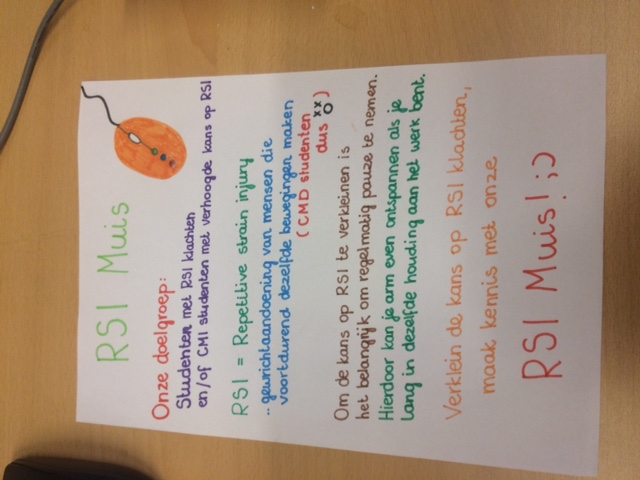 RSI Muis
Onze doelgroep:
Studenten met RSI klachten
en/of CMI studenten met verhoogde kans op RSI
RSI = Repetitive strain injury
.. gewrichtaandoening van mensen die
voortdurend dezelfde bewegingen maken
(CMD studenten
dus xx o)
Om de kans op RSI te verkleinen is
het belangrijk om regelmatig pauze te nemen.
Hierdoor kan je arm even ontspannen als je
lang in dezelfde houding aan het werk bent.
Verklein de kans op RSI klachten,
maak kennis met onze
RSI Muis! ;)